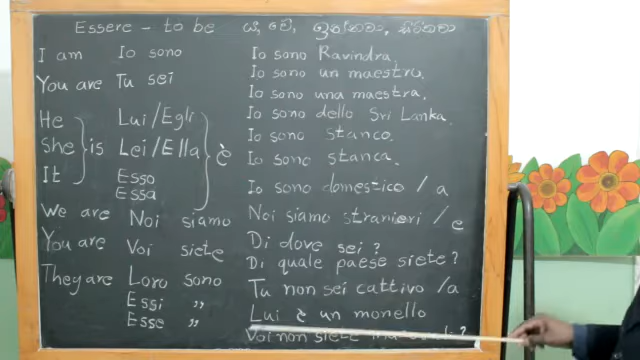 Essere - to be ය, වේ, ඉන්නවා, සිටිනවා
I am Io sono
You are Tu sei
He Lui/Egli
She is Lei/Ella è
It Esso
Essa
We are Noi siamo
You are Voi siete
They are Loro sono
Essi "
Esse "
Io sono Ravindra.
Io sono un maestro.
Io sono una maestra.
Io sono dello Sri Lanka.
Io sono stanco.
Io sono stanca.
Io sono domestico / a
Noi siamo stranieri / e
Di dove sei?
Di quale paese siete?
Tu non sei cattivo /a
Lui è un monello
Voi non siete ?